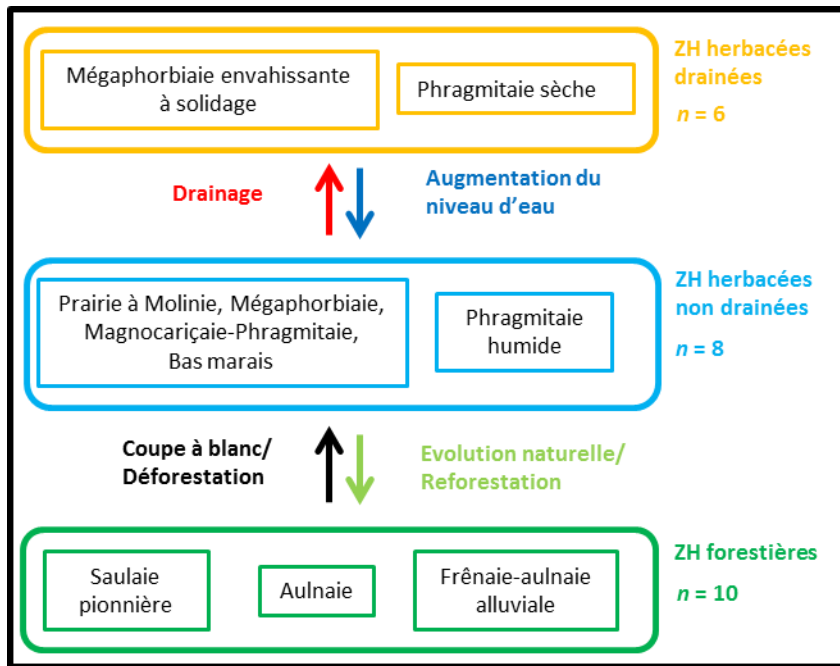 Mégaphorbiaie envahissante
à solidage
Phragmitaie sèche
ZH herbacées
drainées
n = 6
Drainage
Augmentation du
niveau d'eau
Prairie à Molinie, Mégaphorbiaie,
Magnocariçaie-Phragmitaie,
Bas marais
Phragmitaie
humide
ZH herbacées
non drainées
n = 8
Coupe à blanc/
Déforestation
Evolution naturelle/
Reforestation
Saulaie
pionnière
Aulnaie
Frênaie-aulnaie
alluviale
ZH forestières
n = 10